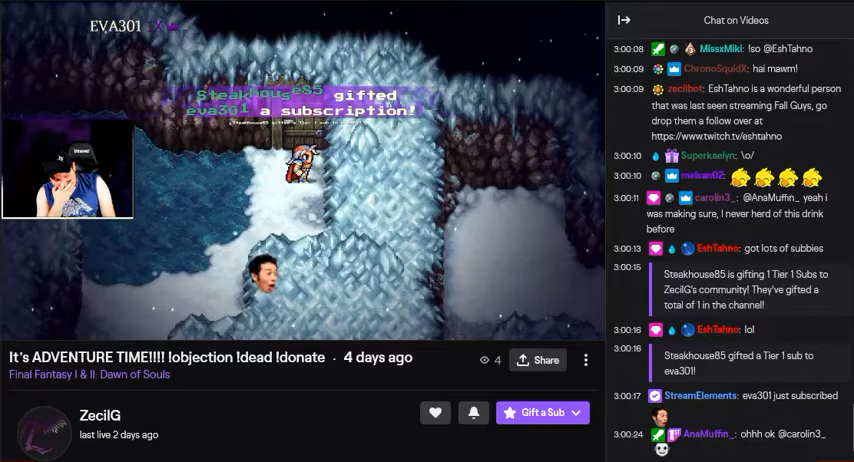 EVA301
Steakhouse85 gifted
eva301 a subscription!
It's ADVENTURE TIME!!!! !objection !dead !donate · 4 days ago
4
Share
Final Fantasy I & II: Dawn of Souls
ZecilG
last live 2 days ago
Gift a Sub
Chat on Videos
3:00:08 MissxMiki: !so @EshTahno
3:00:09 ChronoSquidX: hai mawm!
3:00:09 zecilbot: EshTahno is a wonderful person
that was last seen streaming Fall Guys, go
drop them a follow over at
https://www.twitch.tv/eshtahno
3:00:10 Superkaelyn: \o/
3:00:10 melsan02:
3:00:11 carolin3_: @AnaMuffin_ yeah i
was making sure, I never herd of this drink
before
3:00:13 EshTahno: got lots of subbies
3:00:15
Steakhouse85 is gifting 1 Tier 1 Subs to
ZecilG's community! They've gifted a
total of 1 in the channel!
3:00:16 EshTahno: lol
3:00:16
Steakhouse85 gifted a Tier 1 sub to
eva301!
3:00:17 StreamElements: eva301 just subscribed
3:00:24 AnaMuffin_: ohhh ok @carolin3_